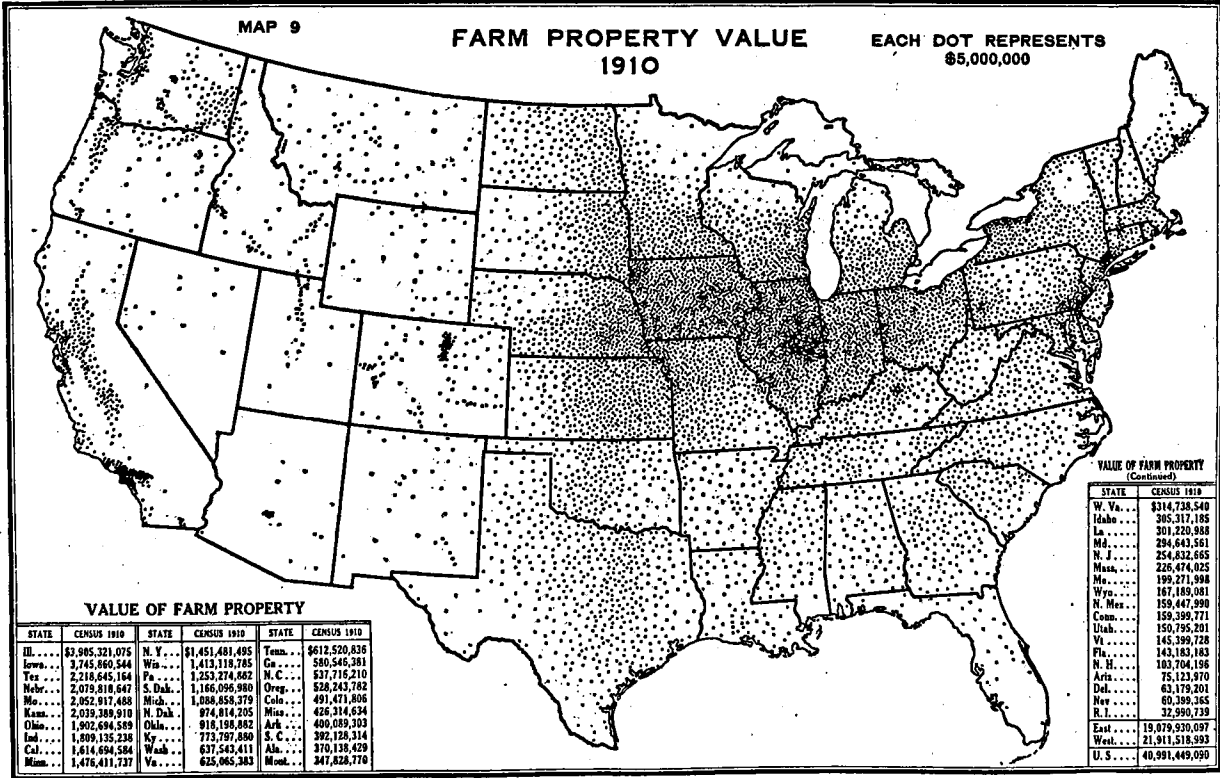 MAP 9
FARM PROPERTY VALUE
1910
EACH DOT REPRESENTS
$5,000,000
VALUE OF FARM PROPERTY
STATE CENSUS 1910 STATE CENSUS 1910 STATE CENSUS 1910
Ill..... $3,905,321,075 N. Y... $1,451,481,495 Tenn... $612,520,836
Iowa... 3,745,860,544 Wis.... 1,413,118,785 Ga.... 580,546,381
Tex.... 2,218,645,164 Pa..... 1,253,274,862 N. C... 537,716,210
Nebr... 2,079,818,647 S. Dak.. 1,166,096,980 Oreg... 528,243,782
Mo.... 2,052,917,488 Mich... 1,088,858,379 Colo... 491,471,806
Kans... 2,039,389,910 N. Dak. 974,814,205 Miss... 426,314,634
Ohio... 1,902,694,589 Okla... 918,198,882 Ark.... 400,089,303
Ind.... 1,809,135,238 Ky..... 773,797,880 S. C.... 392,128,314
Cal.... 1,614,694,584 Wash... 637,543,411 Ala.... 370,138,429
Minn... 1,476,411,737 Va..... 625,065,383 Mont... 347,828,770
VALUE OF FARM PROPERTY
(Continued)
STATE CENSUS 1910
W. Va... $314,738,540
Idaho... 305,317,185
La..... 301,220,988
Md..... 294,643,561
N. J.... 254,832,665
Mass... 226,474,025
Me..... 199,271,998
Wyo.... 167,189,081
N. Mex.. 159,447,990
Conn... 159,399,771
Utah... 150,795,201
Vt..... 145,399,728
Fla..... 143,183,183
N. H.... 103,704,196
Ariz.... 75,123,970
Del..... 63,179,201
Nev.... 60,399,365
R. I..... 32,990,739
East... 19,079,930,097
West.. 21,911,518,993
U. S... 40,991,449,090